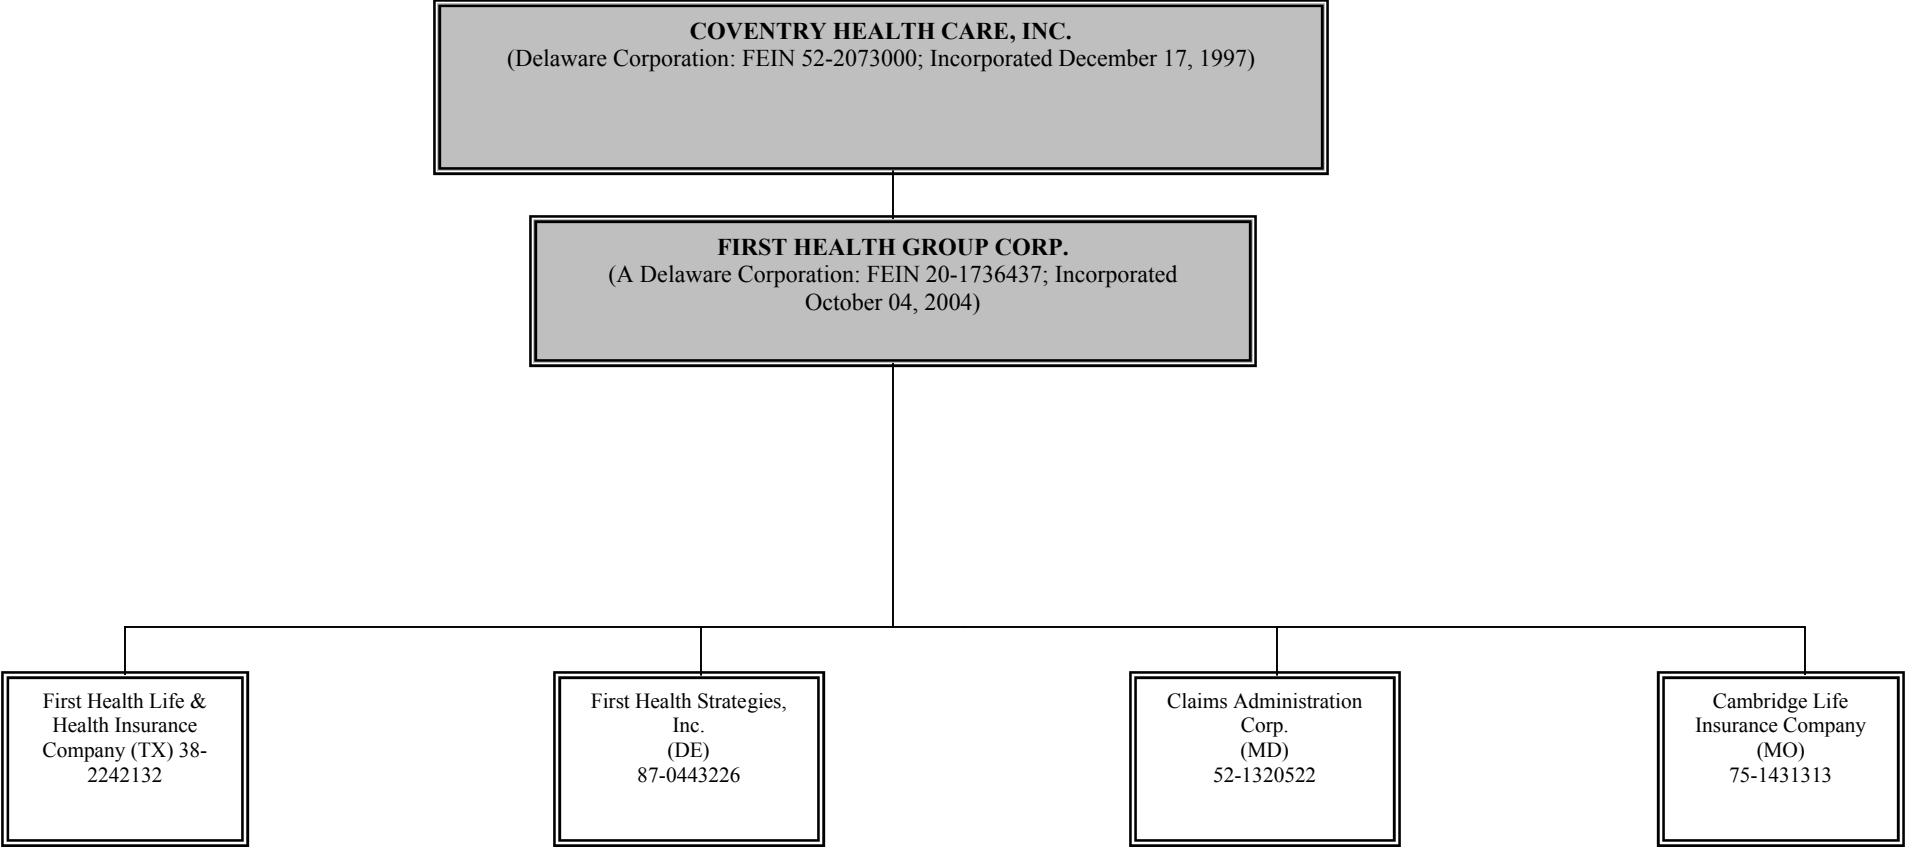 COVENTRY HEALTH CARE, INC.
(Delaware Corporation: FEIN 52-2073000; Incorporated December 17, 1997)
FIRST HEALTH GROUP CORP.
(A Delaware Corporation: FEIN 20-1736437; Incorporated
October 04, 2004)
First Health Life &
Health Insurance
Company (TX) 38-
2242132
First Health Strategies,
Inc.
(DE)
87-0443226
Claims Administration
Corp.
(MD)
52-1320522
Cambridge Life
Insurance Company
(MO)
75-1431313